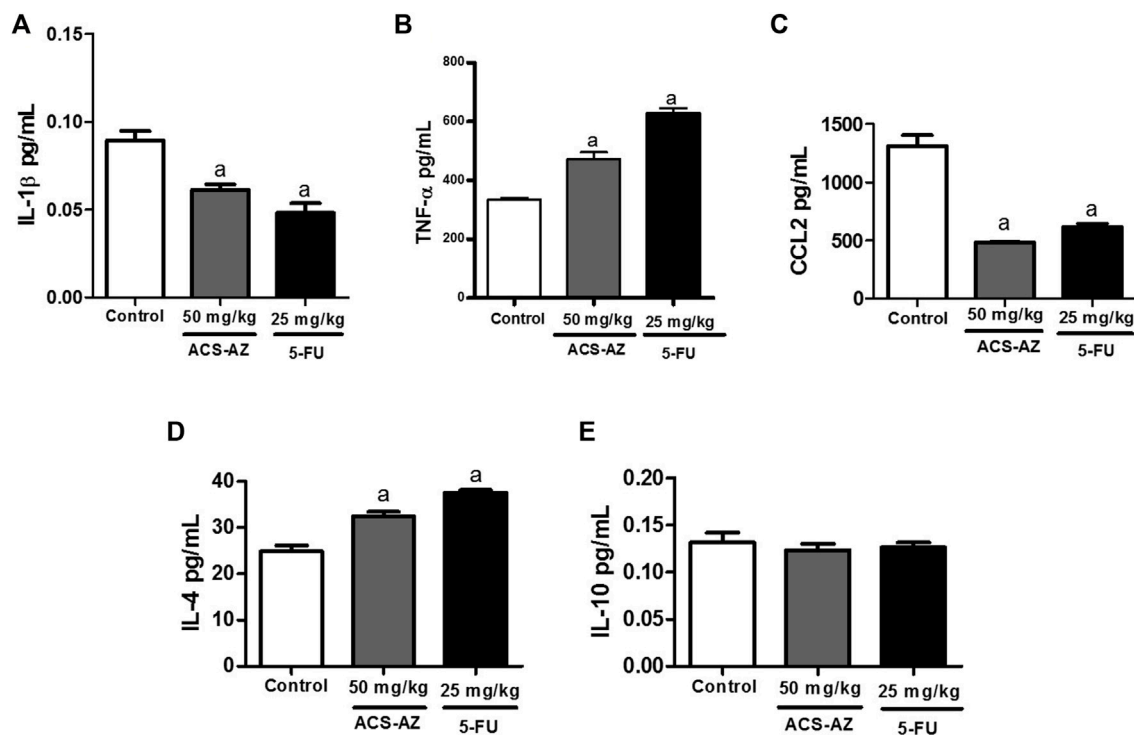 A
IL-1β pg/mL
0.15
0.10
0.05
0.00
a
a
Control
50 mg/kg
25 mg/kg
ACS-AZ
5-FU
B
TNF-α pg/mL
800
600
400
200
0
a
a
Control
50 mg/kg
25 mg/kg
ACS-AZ
5-FU
C
CCL2 pg/mL
1500
1000
500
0
a
a
Control
50 mg/kg
25 mg/kg
ACS-AZ
5-FU
D
IL-4 pg/mL
40
30
20
10
0
a
a
Control
50 mg/kg
25 mg/kg
ACS-AZ
5-FU
E
IL-10 pg/mL
0.20
0.15
0.10
0.05
0.00
Control
50 mg/kg
25 mg/kg
ACS-AZ
5-FU